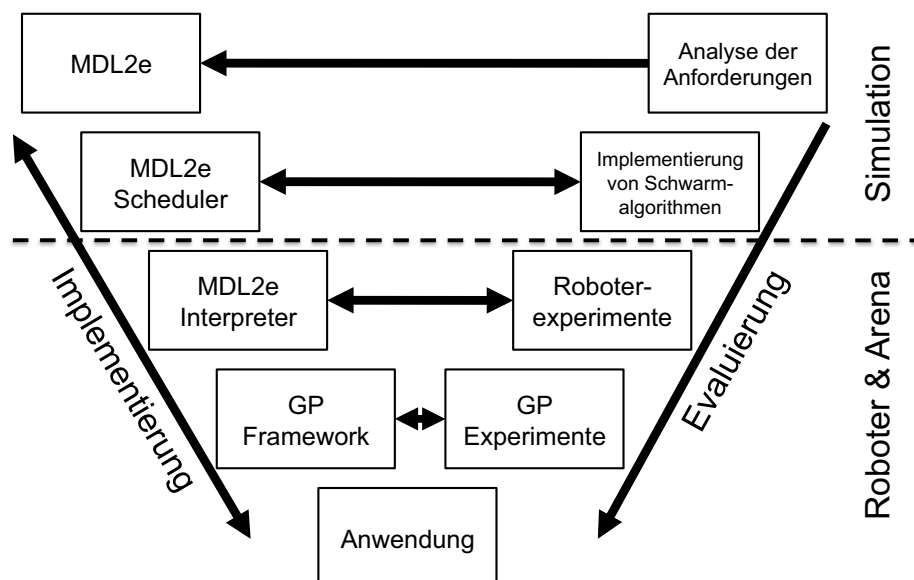 MDL2e
Analyse der
Anforderungen
Simulation
MDL2e
Scheduler
Implementierung
von Schwarm-
algorithmen
Implementierung
MDL2e
Interpreter
Roboter-
experimente
Evaluierung
Roboter & Arena
GP
Framework
GP
Experimente
Anwendung